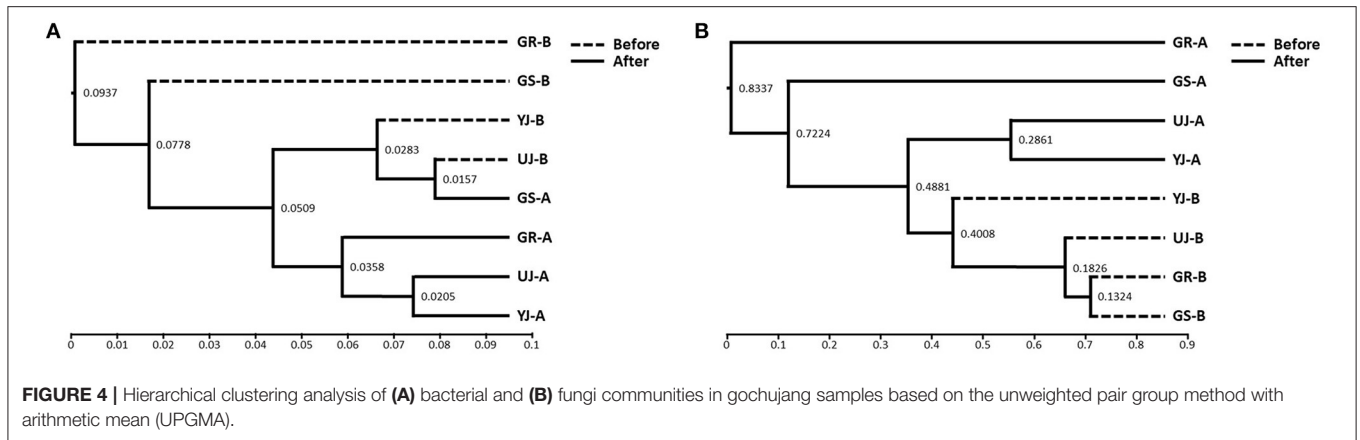 A
GR-B
GS-B
YJ-B
UJ-B
GS-A
GR-A
UJ-A
YJ-A
Before
After
0.0937
0.0778
0.0283
0.0157
0.0509
0.0358
0.0205
0 0.01 0.02 0.03 0.04 0.05 0.06 0.07 0.08 0.09 0.1
B
GR-A
GS-A
UJ-A
YJ-A
YJ-B
UJ-B
GR-B
GS-B
Before
After
0.8337
0.7224
0.2861
0.4881
0.4008
0.1826
0.1324
0 0.1 0.2 0.3 0.4 0.5 0.6 0.7 0.8 0.9
FIGURE 4 | Hierarchical clustering analysis of (A) bacterial and (B) fungi communities in gochujang samples based on the unweighted pair group method with
arithmetic mean (UPGMA).